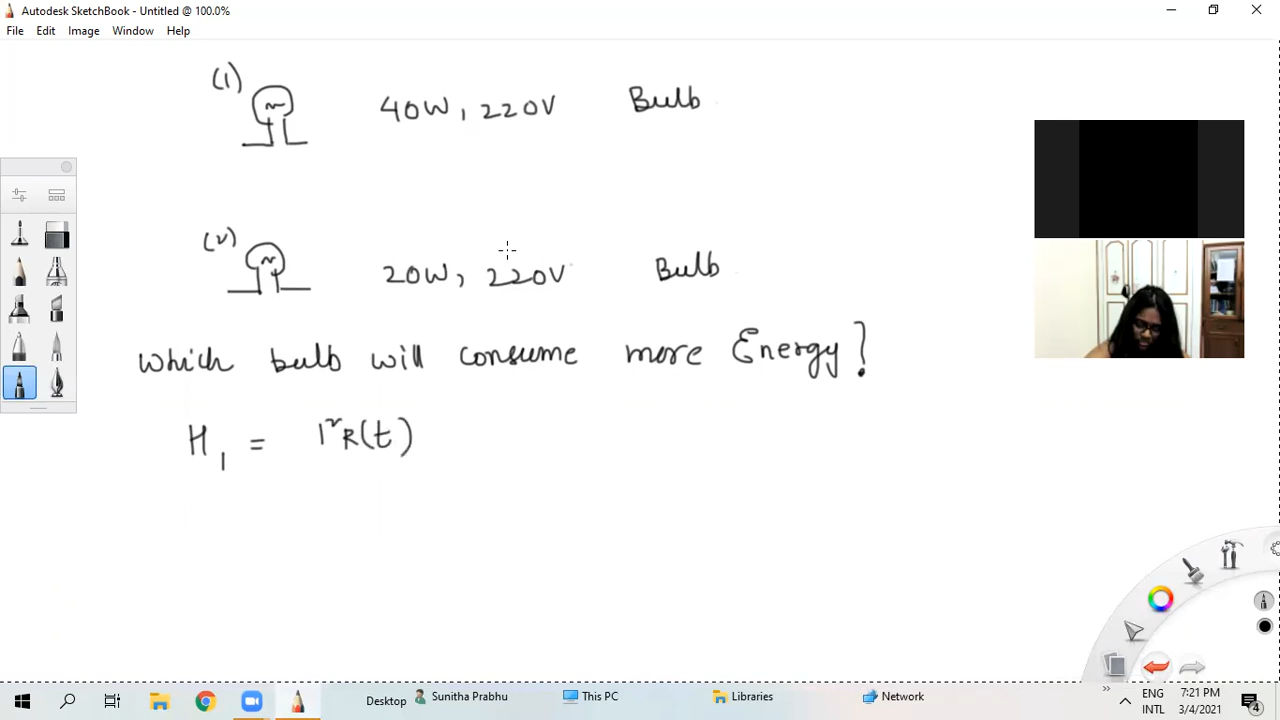 Autodesk SketchBook - Untitled @ 100.0%
File Edit Image Window Help
(1) 40W, 220V Bulb
(2) 20W, 220V Bulb
Which bulb will consume more Energy?
H₁ = I²R(t)
Desktop Sunitha Prabhu This PC Libraries Network
ENG 7:21 PM
INTL 3/4/2021
4